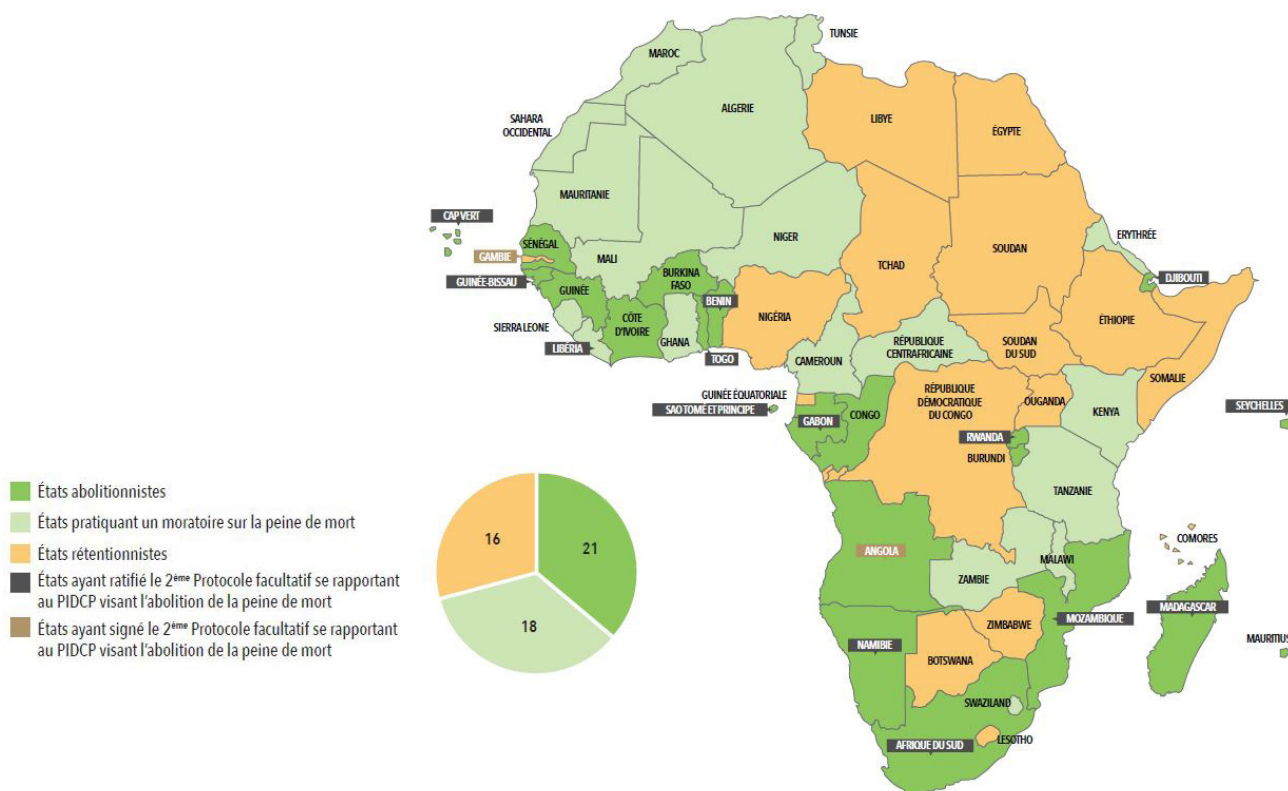 TUNSIE
MAROC
ALGERIE
LIBYE
ÉGYPTE
SAHARA
OCCIDENTAL
MAURITANIE
CAP VERT
NIGER
ERYTHRÉE
SÉNÉGAL
SOUDAN
GAMBIE
MALI
TCHAD
BURKINA
FASO
DJIBOUTI
GUINÉE-BISSAU
GUINÉE
BENIN
NIGÉRIA
CÔTE
D'IVOIRE
ÉTHIOPIE
SIERRA LEONE
GHANA
LIBÉRIA
TOGO
CAMEROUN
RÉPUBLIQUE
CENTRAFRICAINE
SOUDAN
DU SUD
SOMALIE
GUINÉE ÉQUATORIALE
RÉPUBLIQUE
DÉMOCRATIQUE
DU CONGO
OUGANDA
KENYA
SAO TOMÉ ET PRINCIPE
GABON
CONGO
SEYCHELLES
RWANDA
BURUNDI
TANZANIE
COMORES
ANGOLA
MALAWI
ZAMBIE
MADAGASCAR
MOZAMBIQUE
ZIMBABWE
MAURITIUS
NAMIBIE
BOTSWANA
SWAZILAND
AFRIQUE DU SUD
LESOTHO
États abolitionnistes
États pratiquant un moratoire sur la peine de mort
États rétentionnistes
États ayant ratifié le 2ème Protocole facultatif se rapportant
au PIDCP visant l'abolition de la peine de mort
États ayant signé le 2ème Protocole facultatif se rapportant
au PIDCP visant l'abolition de la peine de mort
16
21
18